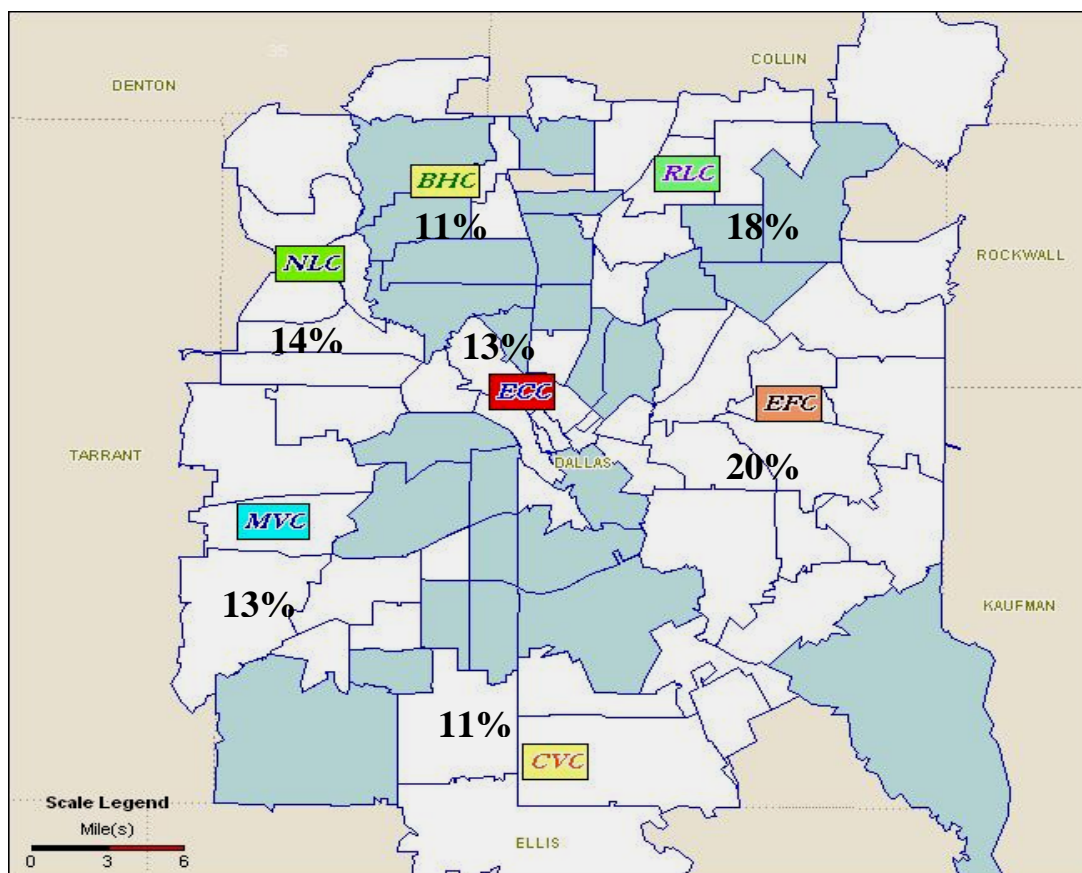 COLLIN
DENTON
BHC
RLC
11%
18%
NLC
ROCKWALL
14%
13%
ECC
EFC
TARRANT
DALLAS
20%
MVC
13%
KAUFMAN
11%
CVC
Scale Legend
Mile(s)
0 3 6
ELLIS